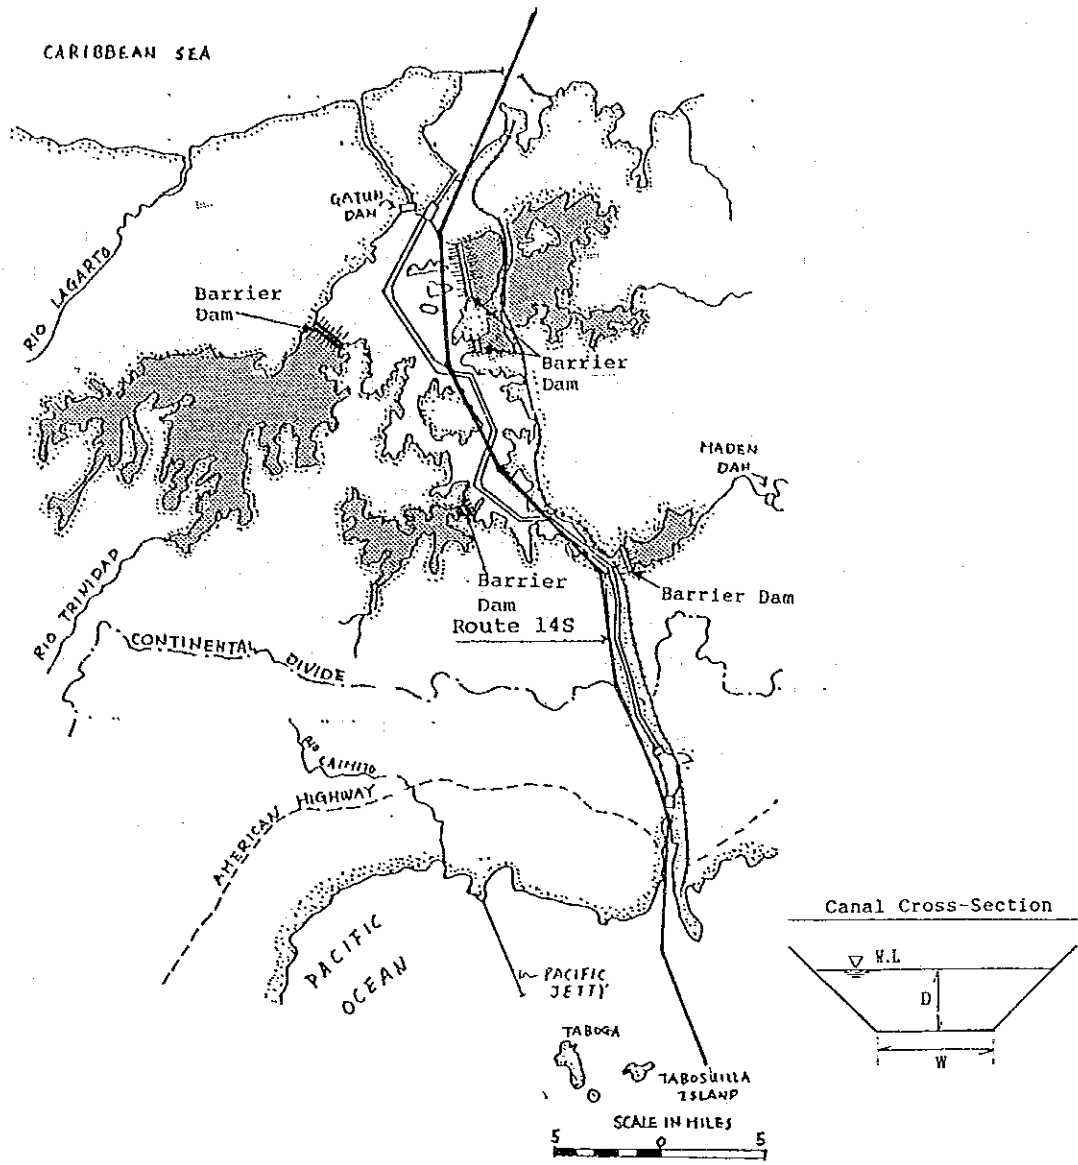 CARIBBEAN SEA
GATUN
DAM
RIO LAGARTO
Barrier
Dam
Barrier
Dam
MADEN
DAM
RIO TRINIDAD
Barrier
Dam
Barrier Dam
Route 14S
CONTINENTAL DIVIDE
RIO CAIMITO
AMERICAN HIGHWAY
PACIFIC
OCEAN
PACIFIC
JETTY
Canal Cross-Section
W.L
D
W
TABOGA
TABOSUILLA
ISLAND
SCALE IN MILES
5 0 5